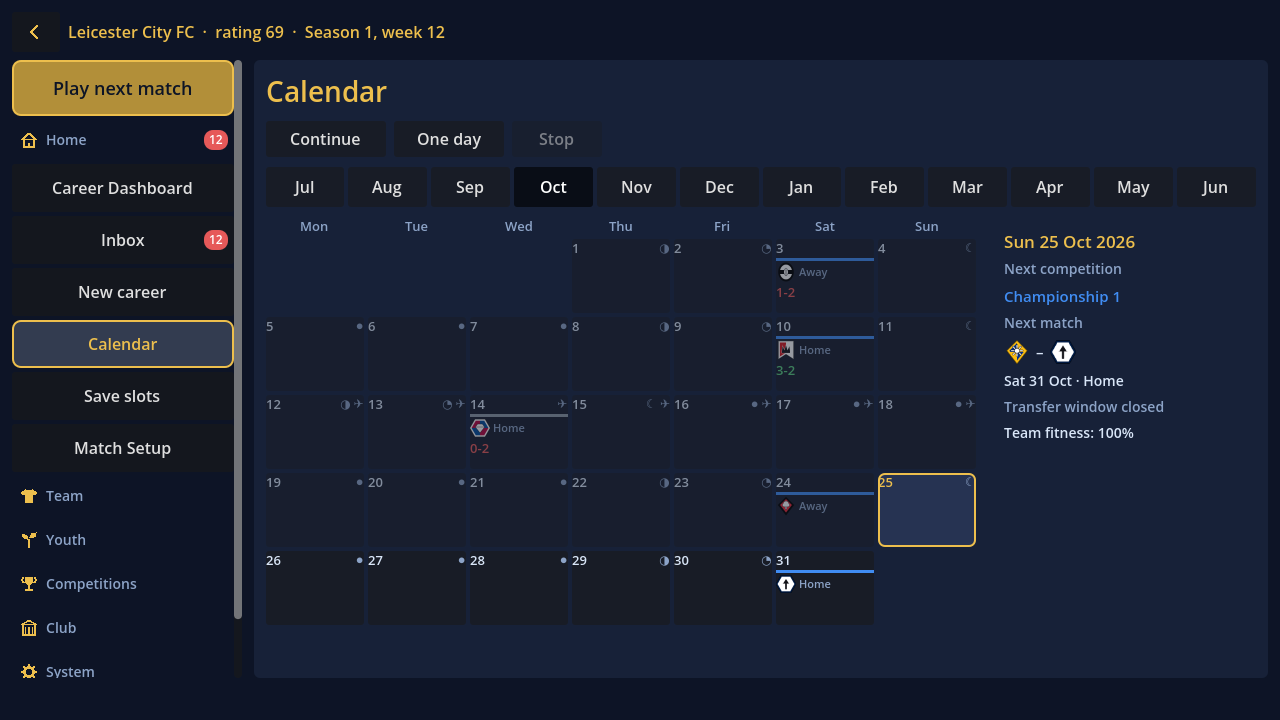 Leicester City FC · rating 69 · Season 1, week 12
Play next match
Home 12
Career Dashboard
Inbox 12
New career
Calendar
Save slots
Match Setup
Team
Youth
Competitions
Club
System
Calendar
Continue One day Stop
Jul Aug Sep Oct Nov Dec Jan Feb Mar Apr May Jun
Mon Tue Wed Thu Fri Sat Sun
1 2 3 4
Away
1-2
5 6 7 8 9 10 11
Home
3-2
12 13 14 15 16 17 18
Home
0-2
19 20 21 22 23 24 25
Away
26 27 28 29 30 31
Home
Sun 25 Oct 2026
Next competition
Championship 1
Next match
–
Sat 31 Oct · Home
Transfer window closed
Team fitness: 100%